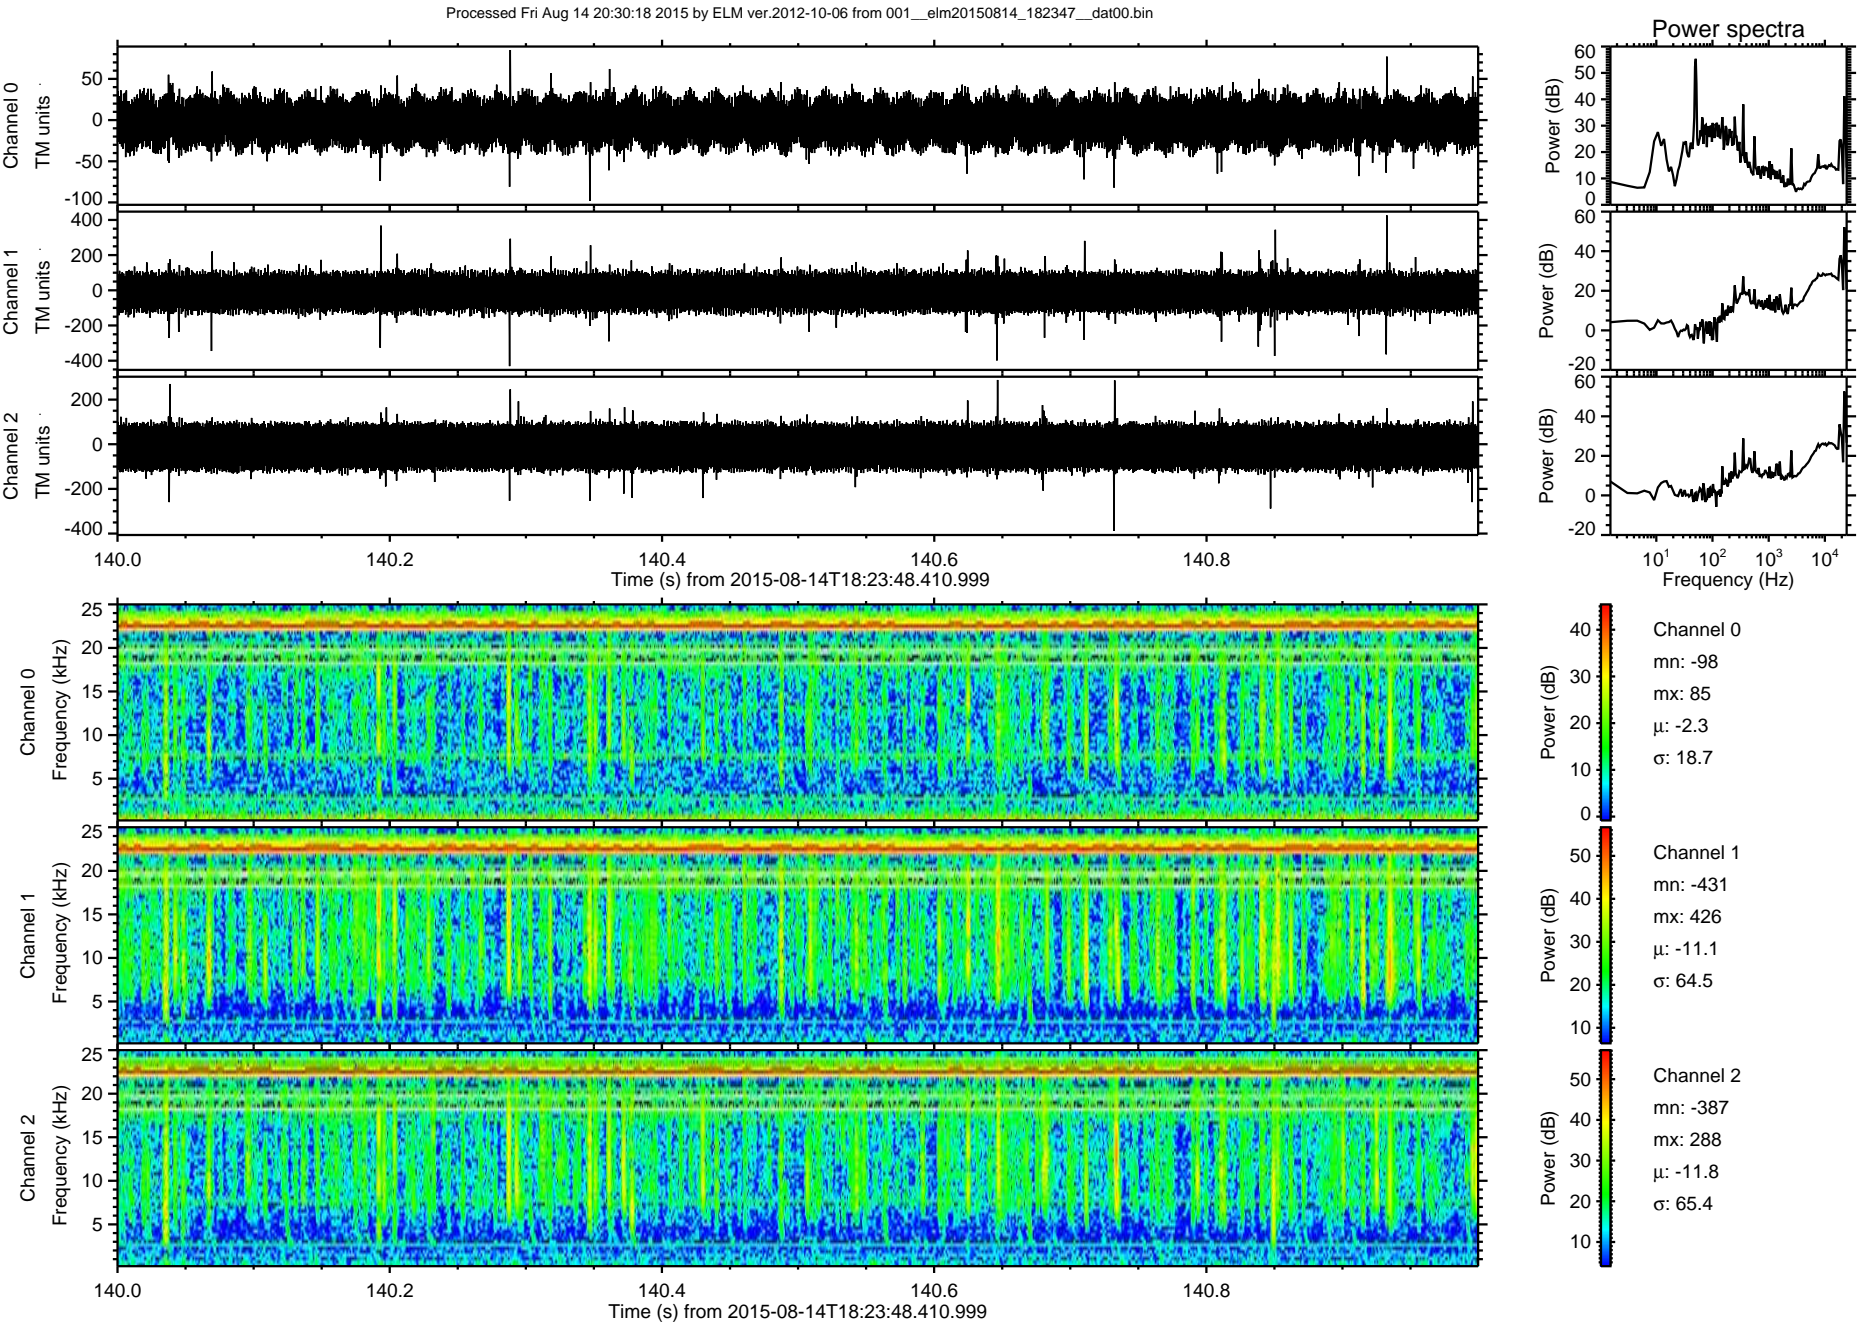 Processed Fri Aug 14 20:30:18 2015 by ELM ver.2012-10-06 from 001__elm20150814_182347__dat00.bin
Power spectra
Channel 0
TM units
50
0
-50
-100
Power (dB)
60
50
40
30
20
10
0
Channel 1
TM units
400
200
0
-200
-400
Power (dB)
60
40
20
0
-20
Channel 2
TM units
200
0
-200
-400
Power (dB)
60
40
20
0
-20
140.0 140.2 140.4 140.6 140.8
Time (s) from 2015-08-14T18:23:48.410.999
10¹ 10² 10³ 10⁴
Frequency (Hz)
Channel 0
Frequency (kHz)
25
20
15
10
5
Power (dB)
40
30
20
10
0
Channel 0
mn: -98
mx: 85
μ: -2.3
σ: 18.7
Channel 1
Frequency (kHz)
25
20
15
10
5
Power (dB)
50
40
30
20
10
Channel 1
mn: -431
mx: 426
μ: -11.1
σ: 64.5
Channel 2
Frequency (kHz)
25
20
15
10
5
Power (dB)
50
40
30
20
10
Channel 2
mn: -387
mx: 288
μ: -11.8
σ: 65.4
140.0 140.2 140.4 140.6 140.8
Time (s) from 2015-08-14T18:23:48.410.999